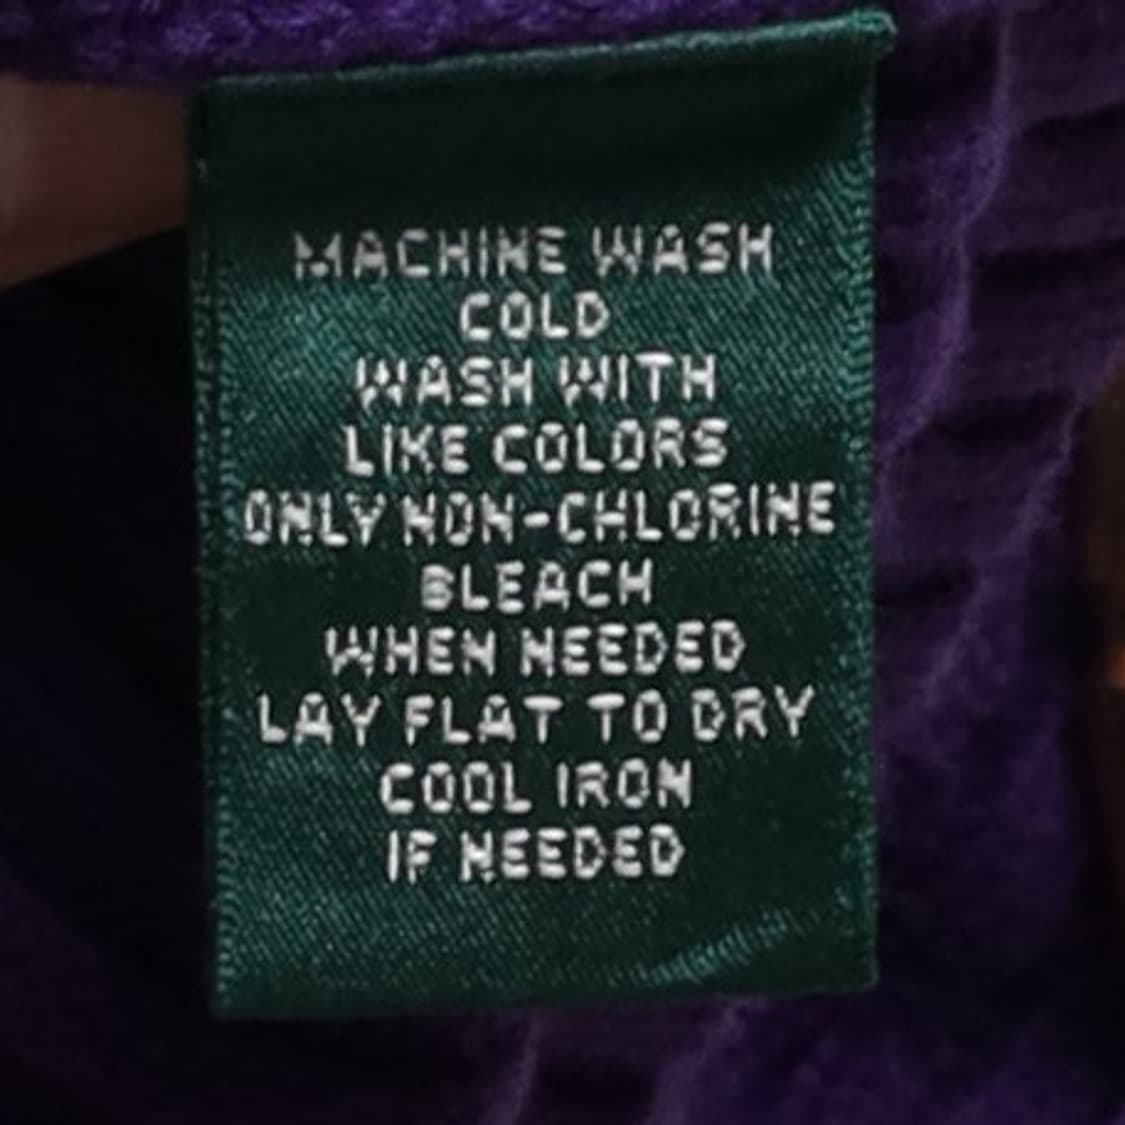 MACHINE WASH
COLD
WASH WITH
LIKE COLORS
ONLY NON-CHLORINE
BLEACH
WHEN NEEDED
LAY FLAT TO DRY
COOL IRON
IF NEEDED